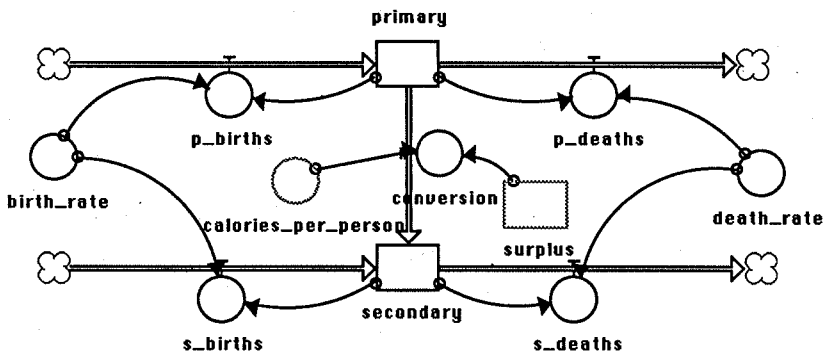 primary
p_births
p_deaths
birth_rate
conversion
death_rate
calories_per_person
surplus
secondary
s_births
s_deaths